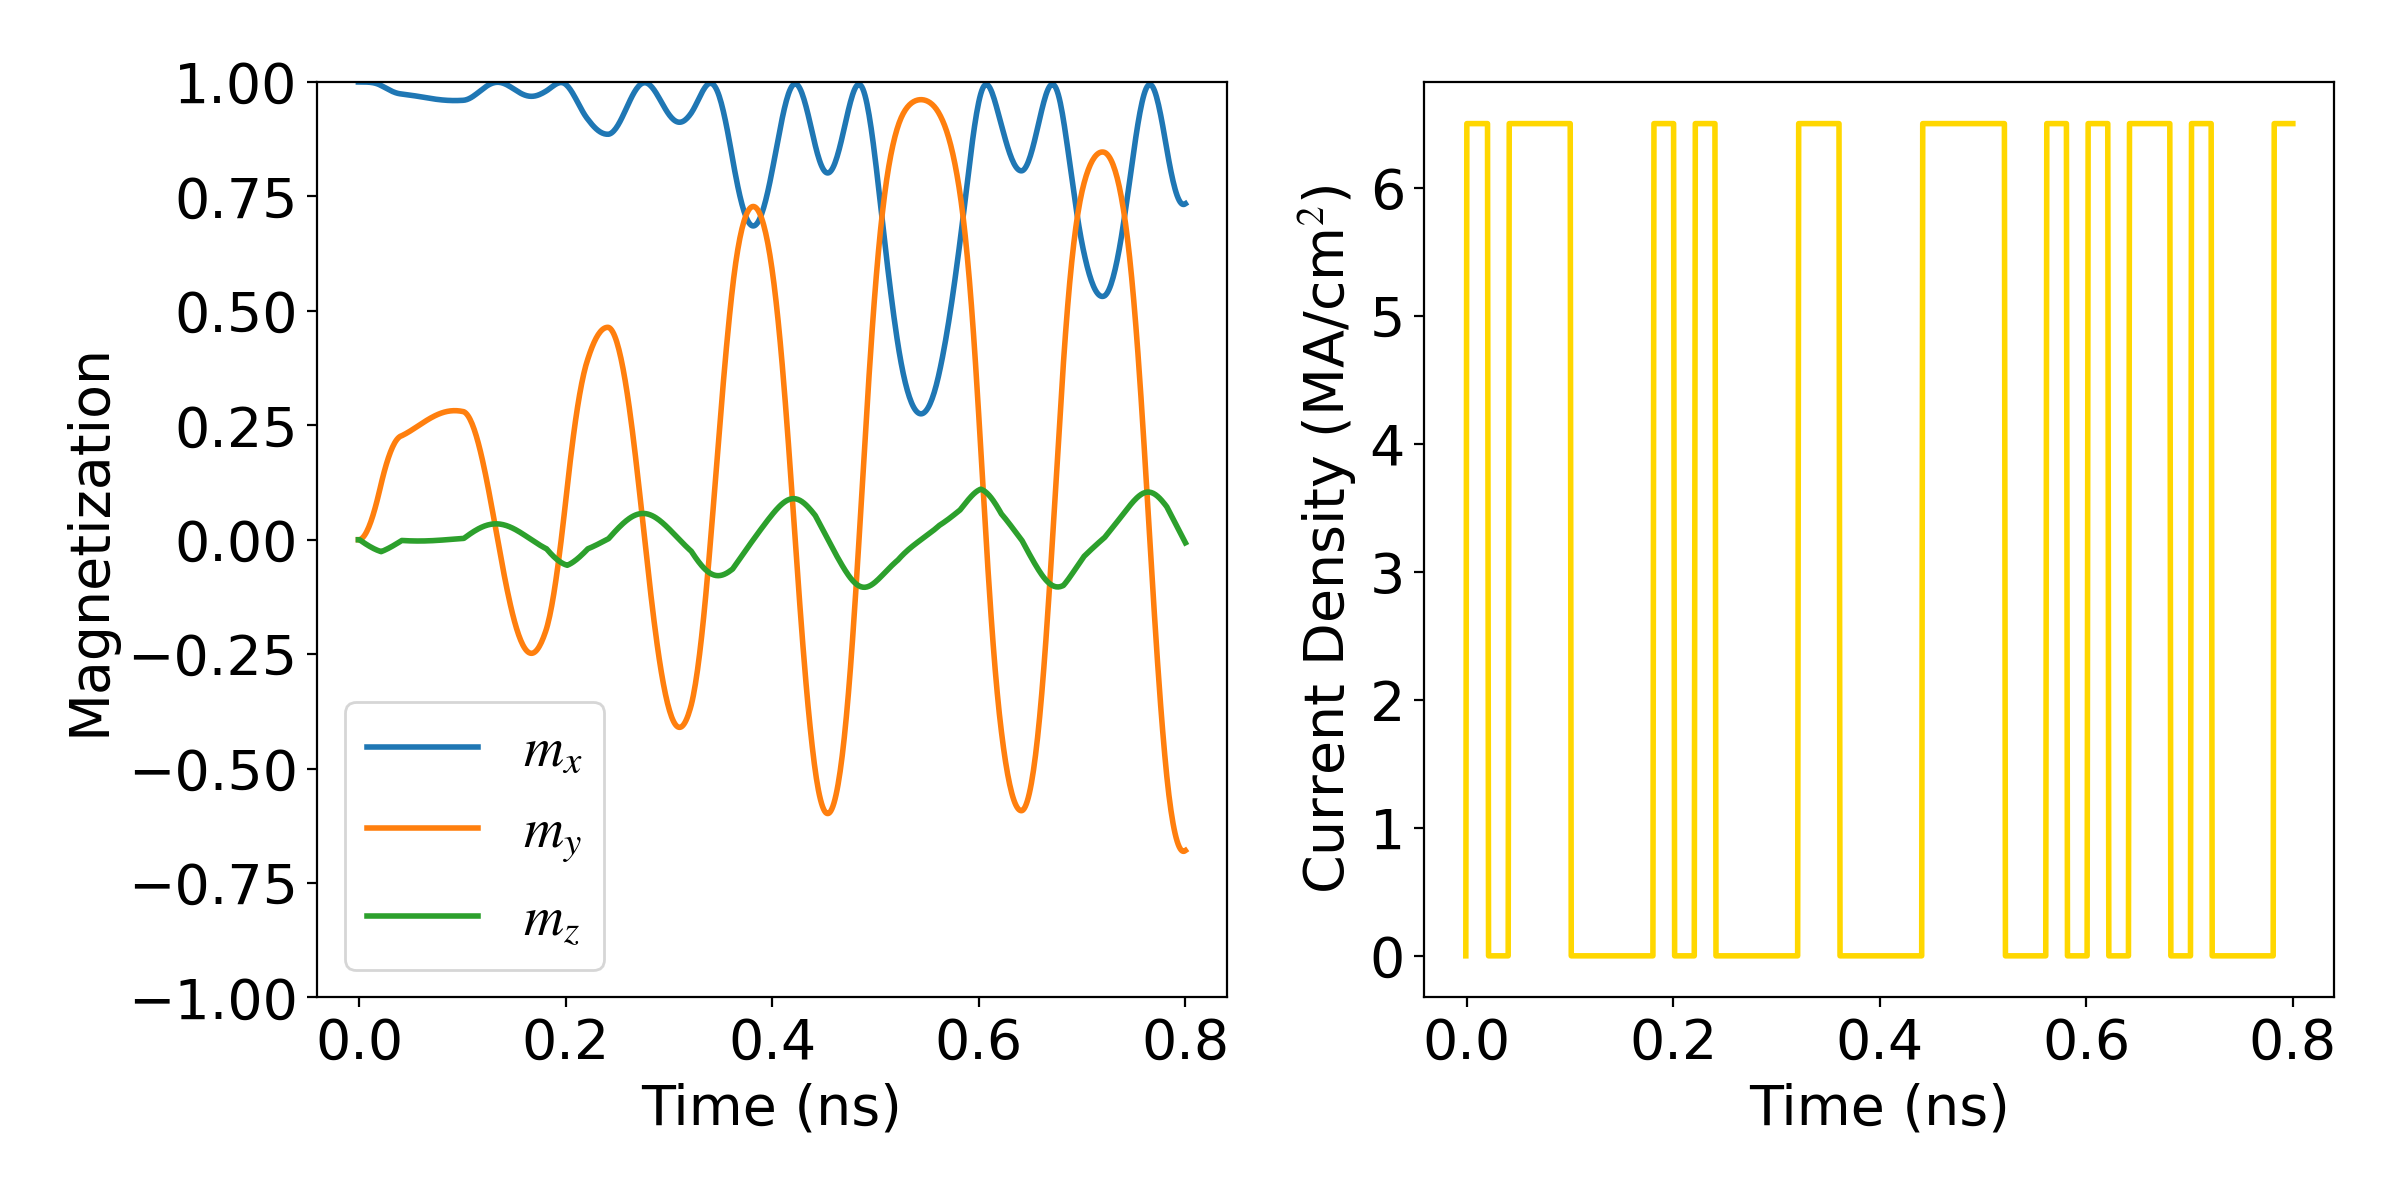 1.00
0.75
0.50
0.25
0.00
−0.25
−0.50
−0.75
−1.00
Magnetization
m_x
m_y
m_z
0.0 0.2 0.4 0.6 0.8
Time (ns)
6
5
4
3
2
1
0
Current Density (MA/cm²)
0.0 0.2 0.4 0.6 0.8
Time (ns)